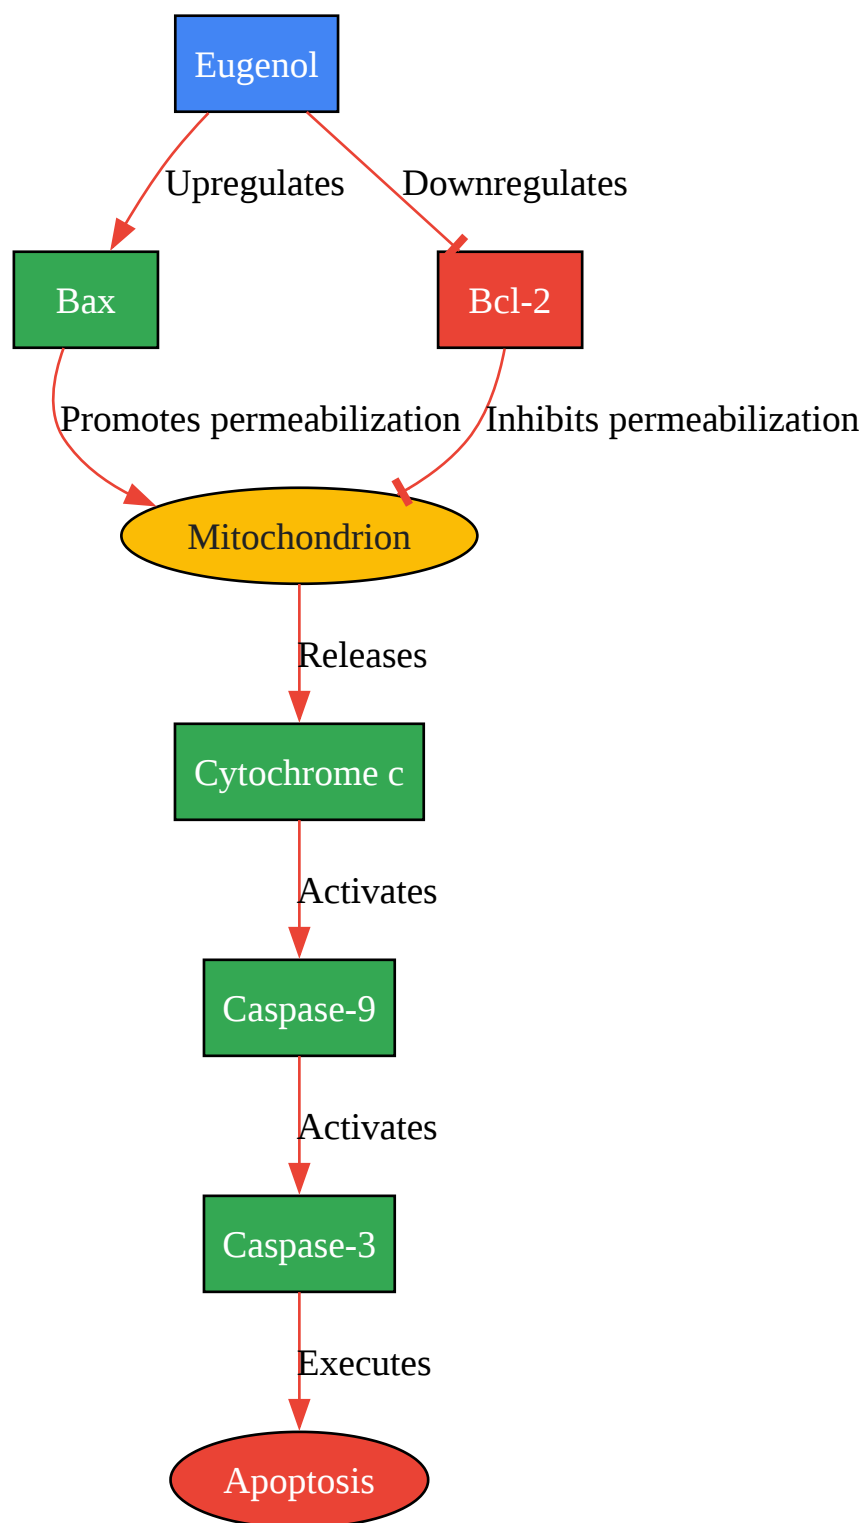 Eugenol
Upregulates
Downregulates
Bax
Bcl-2
Promotes permeabilization
Inhibits permeabilization
Mitochondrion
Releases
Cytochrome c
Activates
Caspase-9
Activates
Caspase-3
Executes
Apoptosis